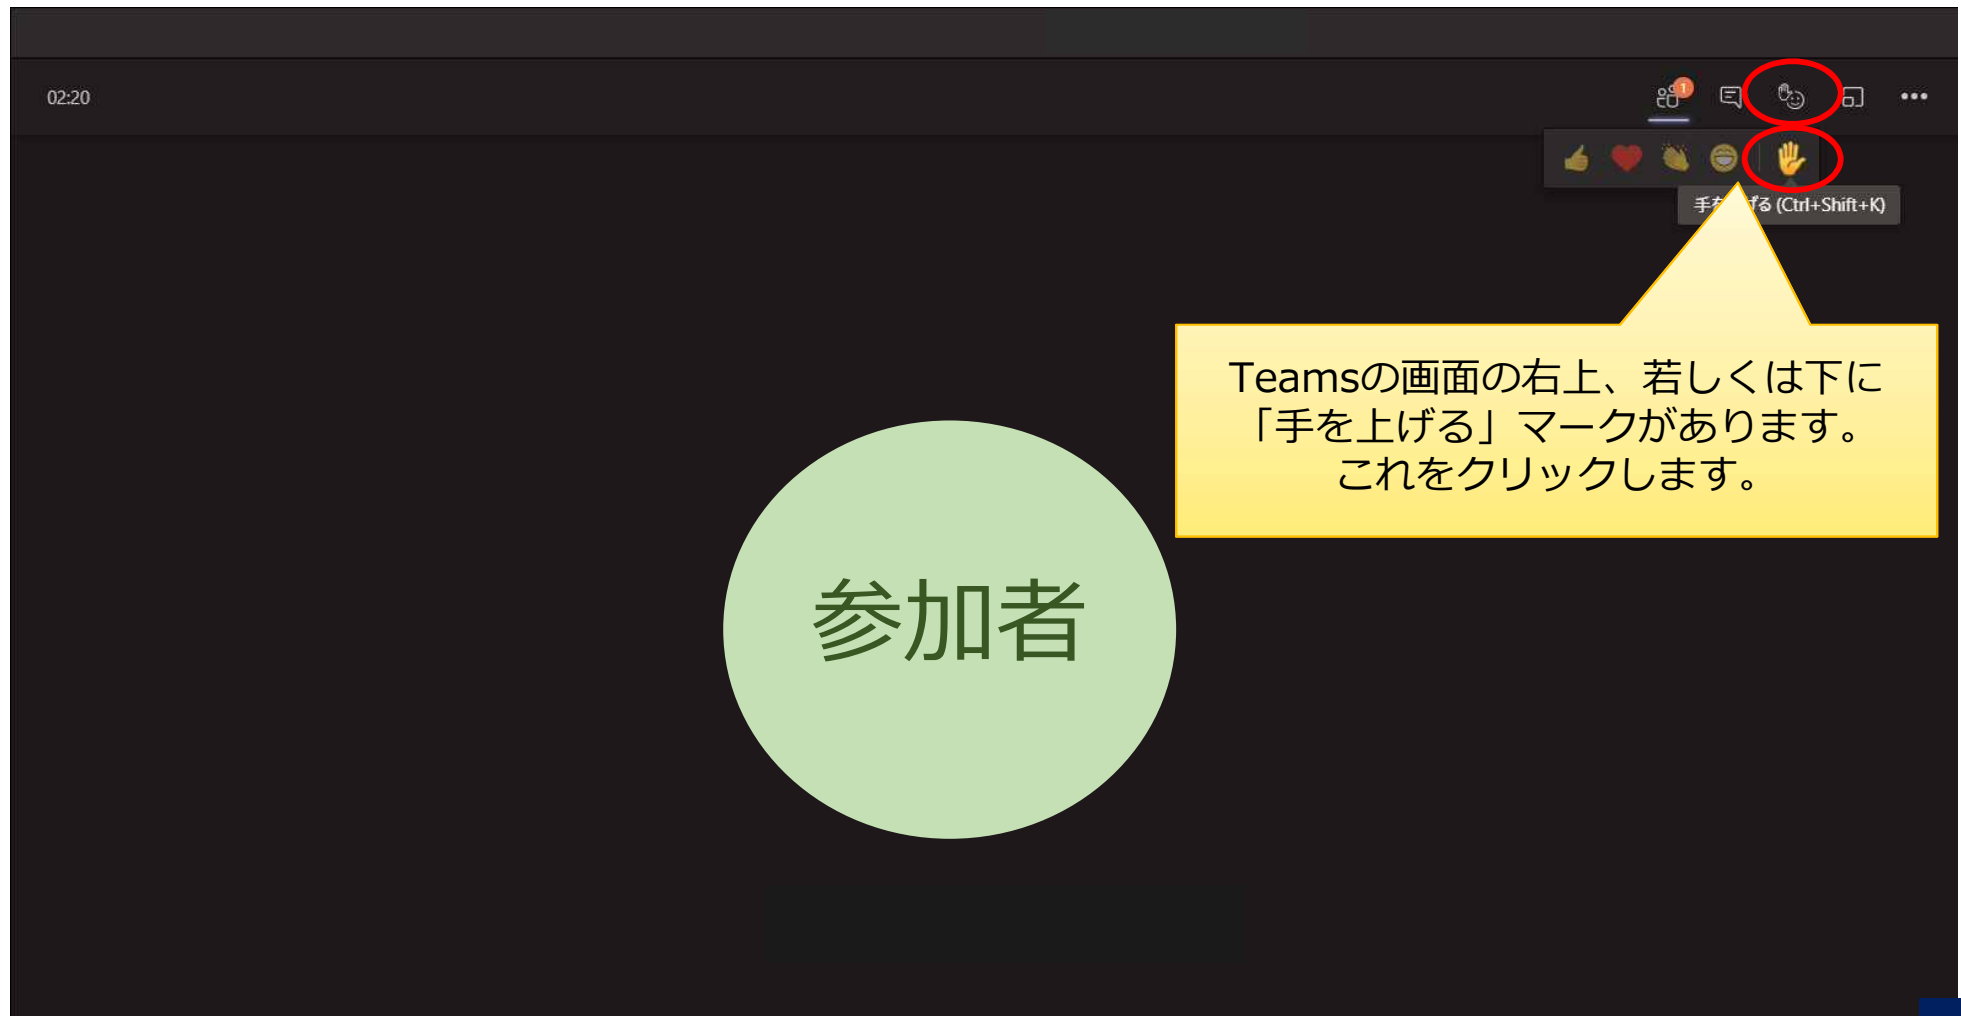 02:20
1
手を げる (Ctrl+Shift+K)
Teamsの画面の右上、若しくは下に
「手を上げる」マークがあります。
これをクリックします。
参加者